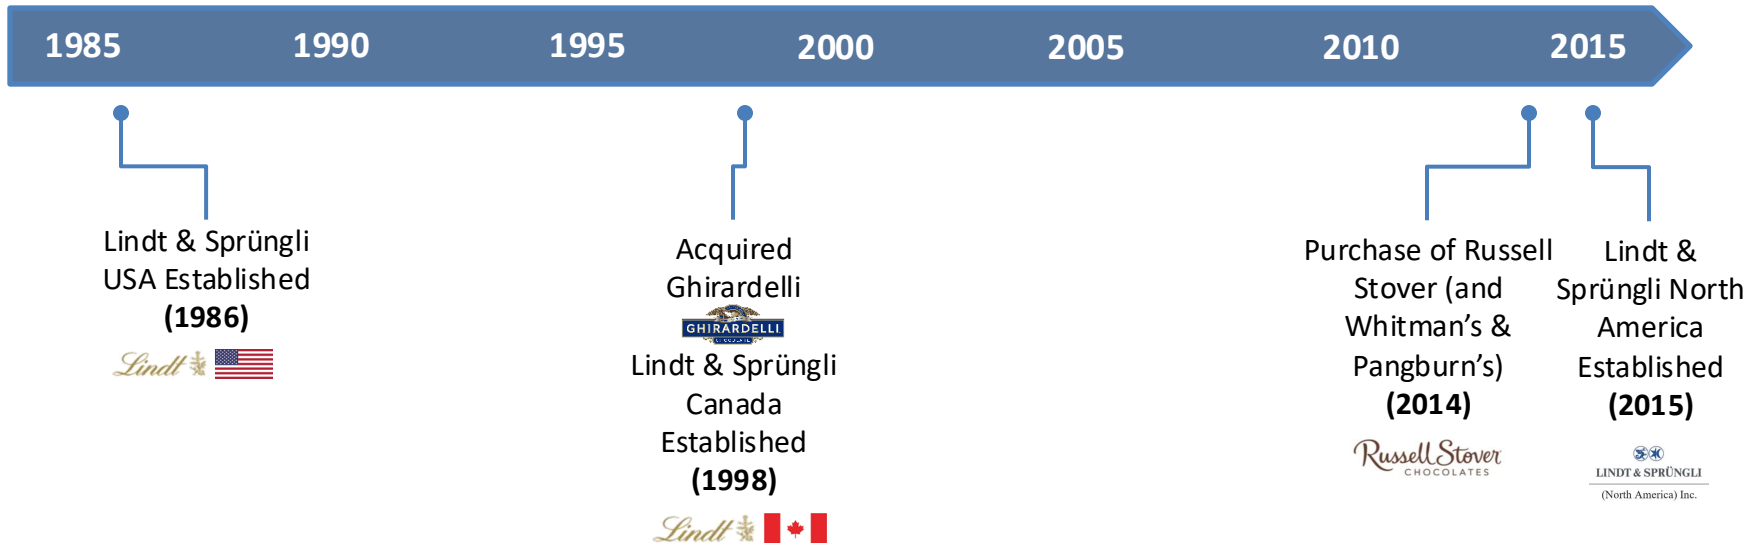 1985 1990 1995 2000 2005 2010 2015
Lindt & Sprüngli
USA Established
(1986)
Lindt
Acquired
Ghirardelli
GHIRARDELLI
CHOCOLATE
Lindt & Sprüngli
Canada
Established
(1998)
Lindt
Purchase of Russell
Stover (and
Whitman’s &
Pangburn’s)
(2014)
Russell Stover
CHOCOLATES
Lindt &
Sprüngli North
America
Established
(2015)
LINDT & SPRÜNGLI
(North America) Inc.